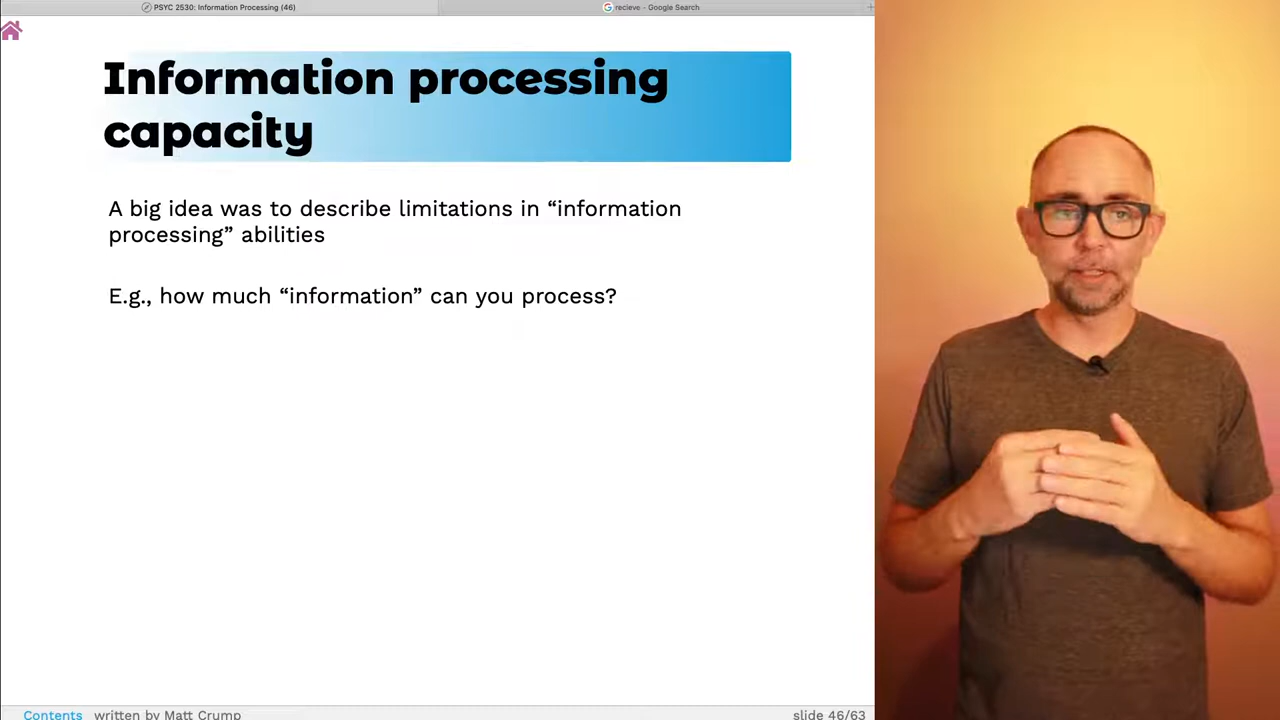 PSYC 2530: Information Processing (46)
recieve - Google Search
Information processing
capacity
A big idea was to describe limitations in “information
processing” abilities
E.g., how much “information” can you process?
Contents written by Matt Crump
slide 46/63